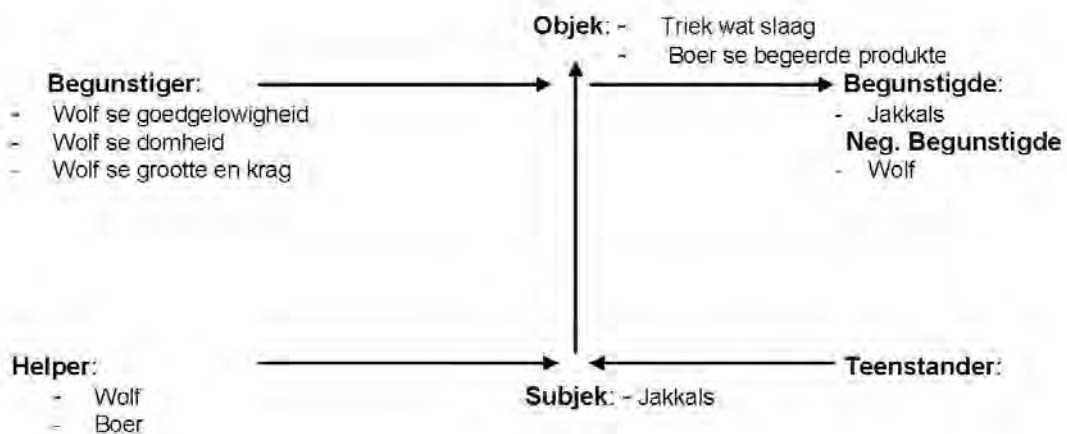 Objek: - Triek wat slaag
- Boer se begeerde produkte
Begunstiger:
- Wolf se goedgelowigheid
- Wolf se domheid
- Wolf se grootte en krag
Begunstigde:
- Jakkals
Neg. Begunstigde
- Wolf
Helper:
- Wolf
- Boer
Subjek: - Jakkals
Teenstander: